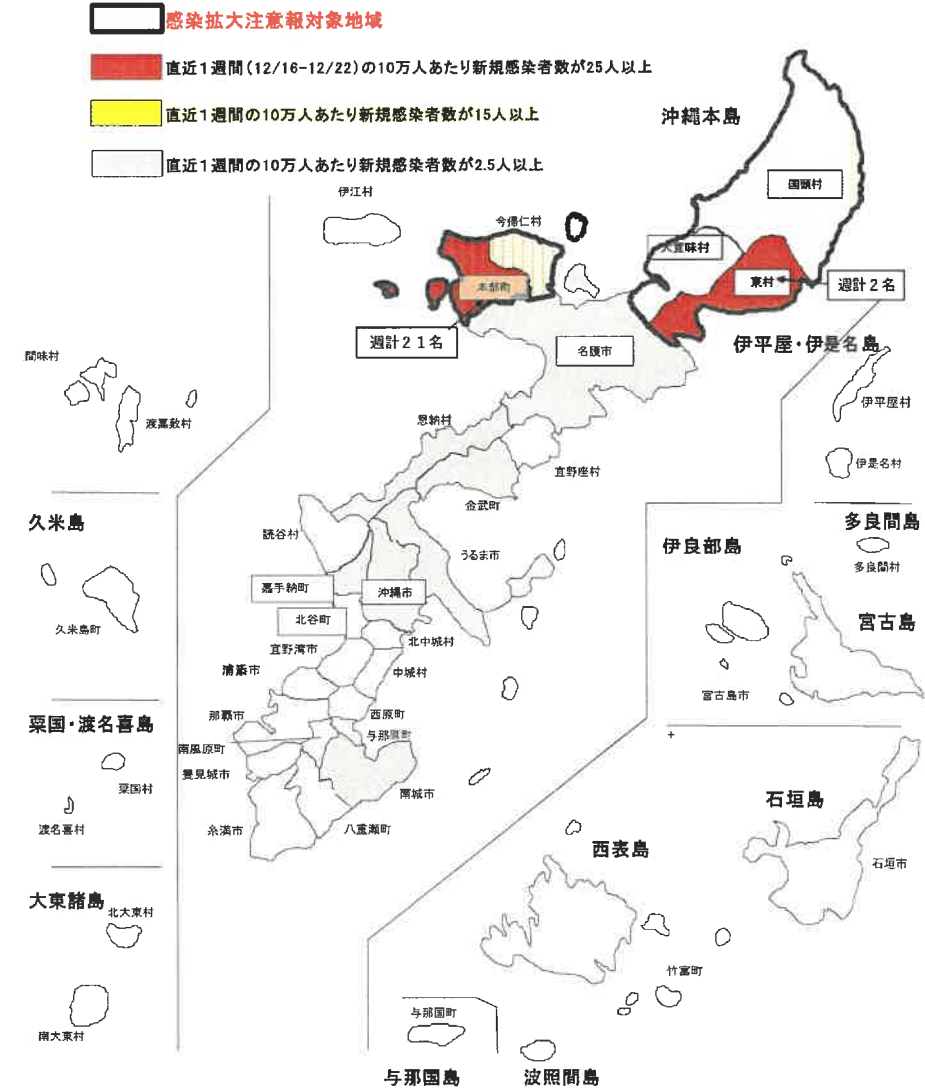 感染拡大注意報対象地域
直近1週間(12/16-12/22)の10万人あたり新規感染者数が25人以上
直近1週間の10万人あたり新規感染者数が15人以上
直近1週間の10万人あたり新規感染者数が2.5人以上
沖縄本島
伊江村
国頭村
今帰仁村
大宜味村
東村
週計2名
本部町
週計21名
名護市
伊平屋・伊是名島
間味村
伊平屋村
渡嘉敷村
恩納村
宜野座村
伊是名村
金武町
久米島
読谷村
うるま市
伊良部島
多良間島
多良間村
嘉手納町
沖縄市
久米島町
北谷町
北中城村
宮古島
宜野湾市
浦添市
中城村
宮古島市
那覇市
西原町
粟国・渡名喜島
与那原町
南風原町
粟国村
豊見城市
南城市
渡名喜村
糸満市
八重瀬町
石垣島
西表島
石垣市
大東諸島
北大東村
竹富町
与那国町
南大東村
与那国島
波照間島